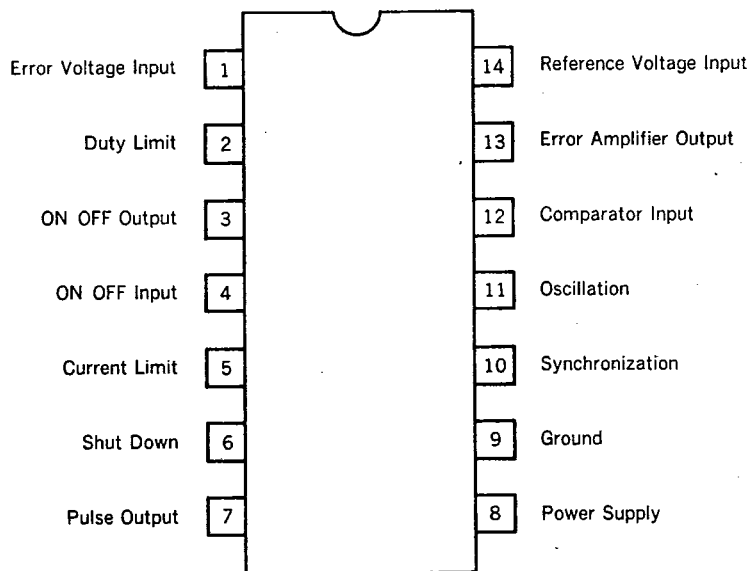 Error Voltage Input 1
Duty Limit 2
ON OFF Output 3
ON OFF Input 4
Current Limit 5
Shut Down 6
Pulse Output 7
14 Reference Voltage Input
13 Error Amplifier Output
12 Comparator Input
11 Oscillation
10 Synchronization
9 Ground
8 Power Supply